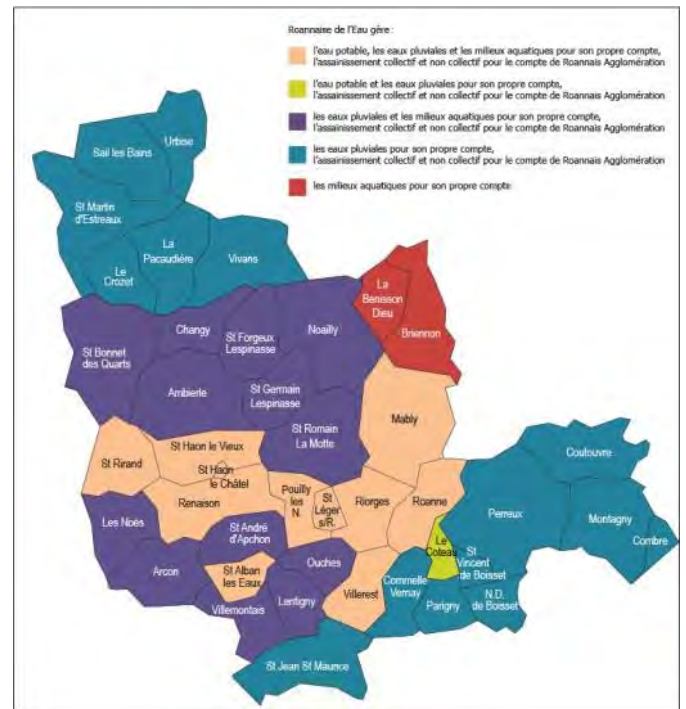 Roannaise de l'Eau gère :
l'eau potable, les eaux pluviales et les milieux aquatiques pour son propre compte,
l'assainissement collectif et non collectif pour le compte de Roannais Agglomération
l'eau potable et les eaux pluviales pour son propre compte,
l'assainissement collectif et non collectif pour le compte de Roannais Agglomération
les eaux pluviales et les milieux aquatiques pour son propre compte,
l'assainissement collectif et non collectif pour le compte de Roannais Agglomération
les eaux pluviales pour son propre compte,
l'assainissement collectif et non collectif pour le compte de Roannais Agglomération
les milieux aquatiques pour son propre compte
Urbise
Sail les Bains
St Martin
d'Estreaux
La
Pacaudière
Vivans
Le
Crozet
La
Benisson
Dieu
Briennon
Changy
St Forgeux
Lespinasse
Noailly
St Bonnet
des Quarts
Ambierle
St Germain
Lespinasse
St Romain
La Motte
Mably
St Haon le Vieux
St Rirand
St Haon
le Châtel
Renaison
Pouilly
les
N.
St
Léger
s/R.
Riorges
Roanne
Coutouvre
Perreux
Montagny
Combre
Les Noës
St André
d'Apchon
Le
Coteau
St
Vincent
de Boisset
Arcon
St Alban
les Eaux
Ouches
Commelle
Vernay
N.D.
de Boisset
Villemontais
Lentigny
Villerest
Parigny
St Jean St Maurice